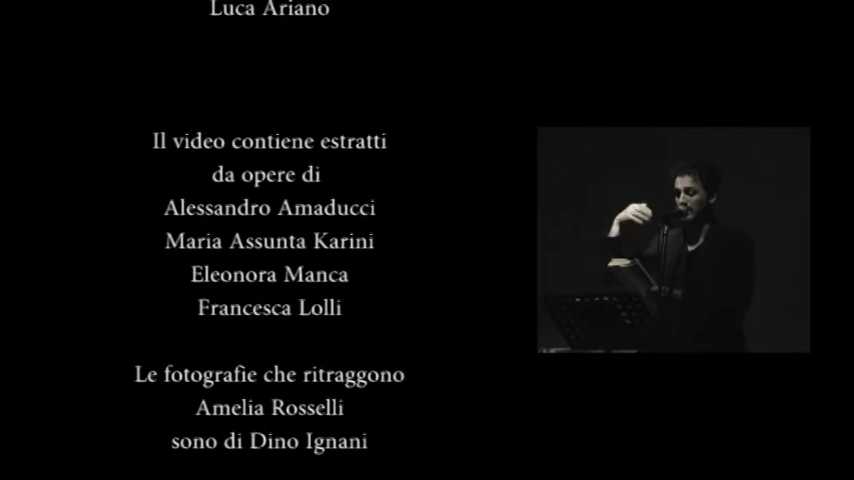 Luca Ariano
Il video contiene estratti
da opere di
Alessandro Amaducci
Maria Assunta Karini
Eleonora Manca
Francesca Lolli
Le fotografie che ritraggono
Amelia Rosselli
sono di Dino Ignani